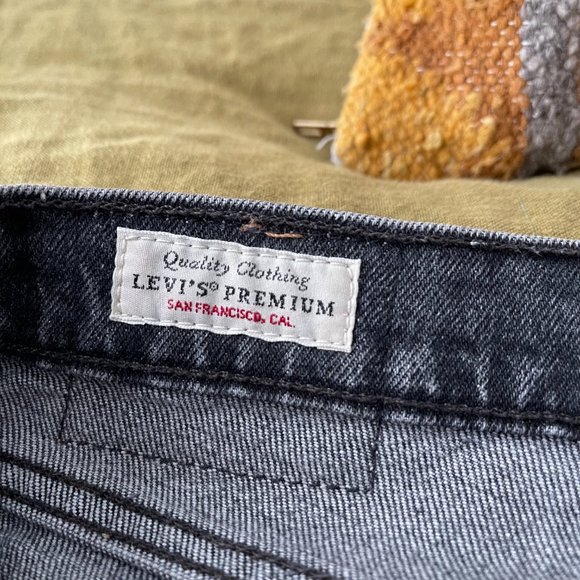 Quality Clothing
LEVI'S® PREMIUM
SAN FRANCISCO, CAL.